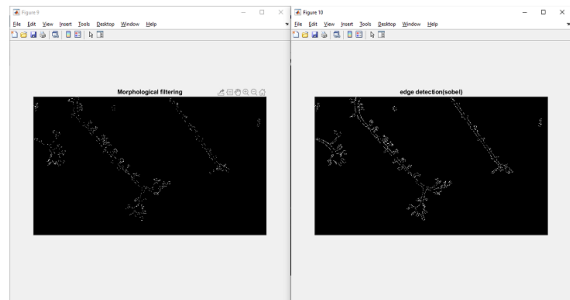 Figure 9
File Edit View Insert Tools Desktop Window Help
Morphological filtering
Figure 10
File Edit View Insert Tools Desktop Window Help
edge detection(sobel)